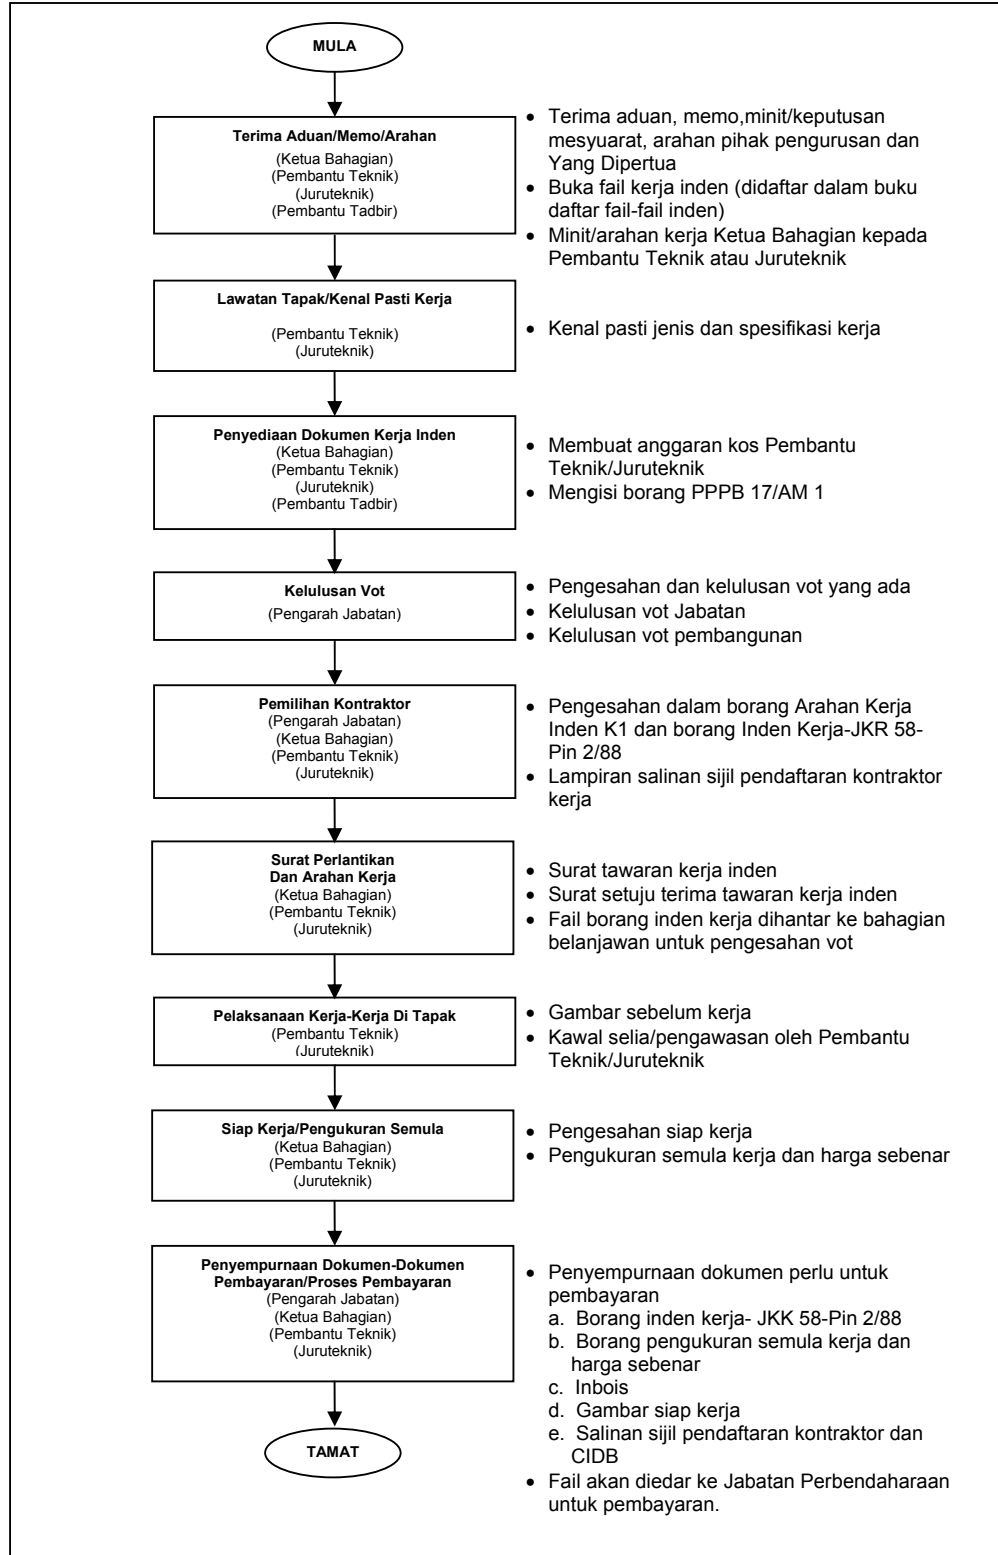 MULA
Terima Aduan/Memo/Arahan
(Ketua Bahagian)
(Pembantu Teknik)
(Juruteknik)
(Pembantu Tadbir)
• Terima aduan, memo,minit/keputusan
mesyuarat, arahan pihak pengurusan dan
Yang Dipertua
• Buka fail kerja inden (didaftar dalam buku
daftar fail-fail inden)
• Minit/arahan kerja Ketua Bahagian kepada
Pembantu Teknik atau Juruteknik
Lawatan Tapak/Kenal Pasti Kerja
(Pembantu Teknik)
(Juruteknik)
• Kenal pasti jenis dan spesifikasi kerja
Penyediaan Dokumen Kerja Inden
(Ketua Bahagian)
(Pembantu Teknik)
(Juruteknik)
(Pembantu Tadbir)
• Membuat anggaran kos Pembantu
Teknik/Juruteknik
• Mengisi borang PPPB 17/AM 1
Kelulusan Vot
(Pengarah Jabatan)
• Pengesahan dan kelulusan vot yang ada
• Kelulusan vot Jabatan
• Kelulusan vot pembangunan
Pemilihan Kontraktor
(Pengarah Jabatan)
(Ketua Bahagian)
(Pembantu Teknik)
(Juruteknik)
• Pengesahan dalam borang Arahan Kerja
Inden K1 dan borang Inden Kerja-JKR 58-
Pin 2/88
• Lampiran salinan sijil pendaftaran kontraktor
kerja
Surat Perlantikan
Dan Arahan Kerja
(Ketua Bahagian)
(Pembantu Teknik)
(Juruteknik)
• Surat tawaran kerja inden
• Surat setuju terima tawaran kerja inden
• Fail borang inden kerja dihantar ke bahagian
belanjawan untuk pengesahan vot
Pelaksanaan Kerja-Kerja Di Tapak
(Pembantu Teknik)
(Juruteknik)
• Gambar sebelum kerja
• Kawal selia/pengawasan oleh Pembantu
Teknik/Juruteknik
Siap Kerja/Pengukuran Semula
(Ketua Bahagian)
(Pembantu Teknik)
(Juruteknik)
• Pengesahan siap kerja
• Pengukuran semula kerja dan harga sebenar
Penyempurnaan Dokumen-Dokumen
Pembayaran/Proses Pembayaran
(Pengarah Jabatan)
(Ketua Bahagian)
(Pembantu Teknik)
(Juruteknik)
• Penyempurnaan dokumen perlu untuk
pembayaran
a. Borang inden kerja- JKK 58-Pin 2/88
b. Borang pengukuran semula kerja dan
harga sebenar
c. Inbois
d. Gambar siap kerja
e. Salinan sijil pendaftaran kontraktor dan
CIDB
• Fail akan diedar ke Jabatan Perbendaharaan
untuk pembayaran.
TAMAT